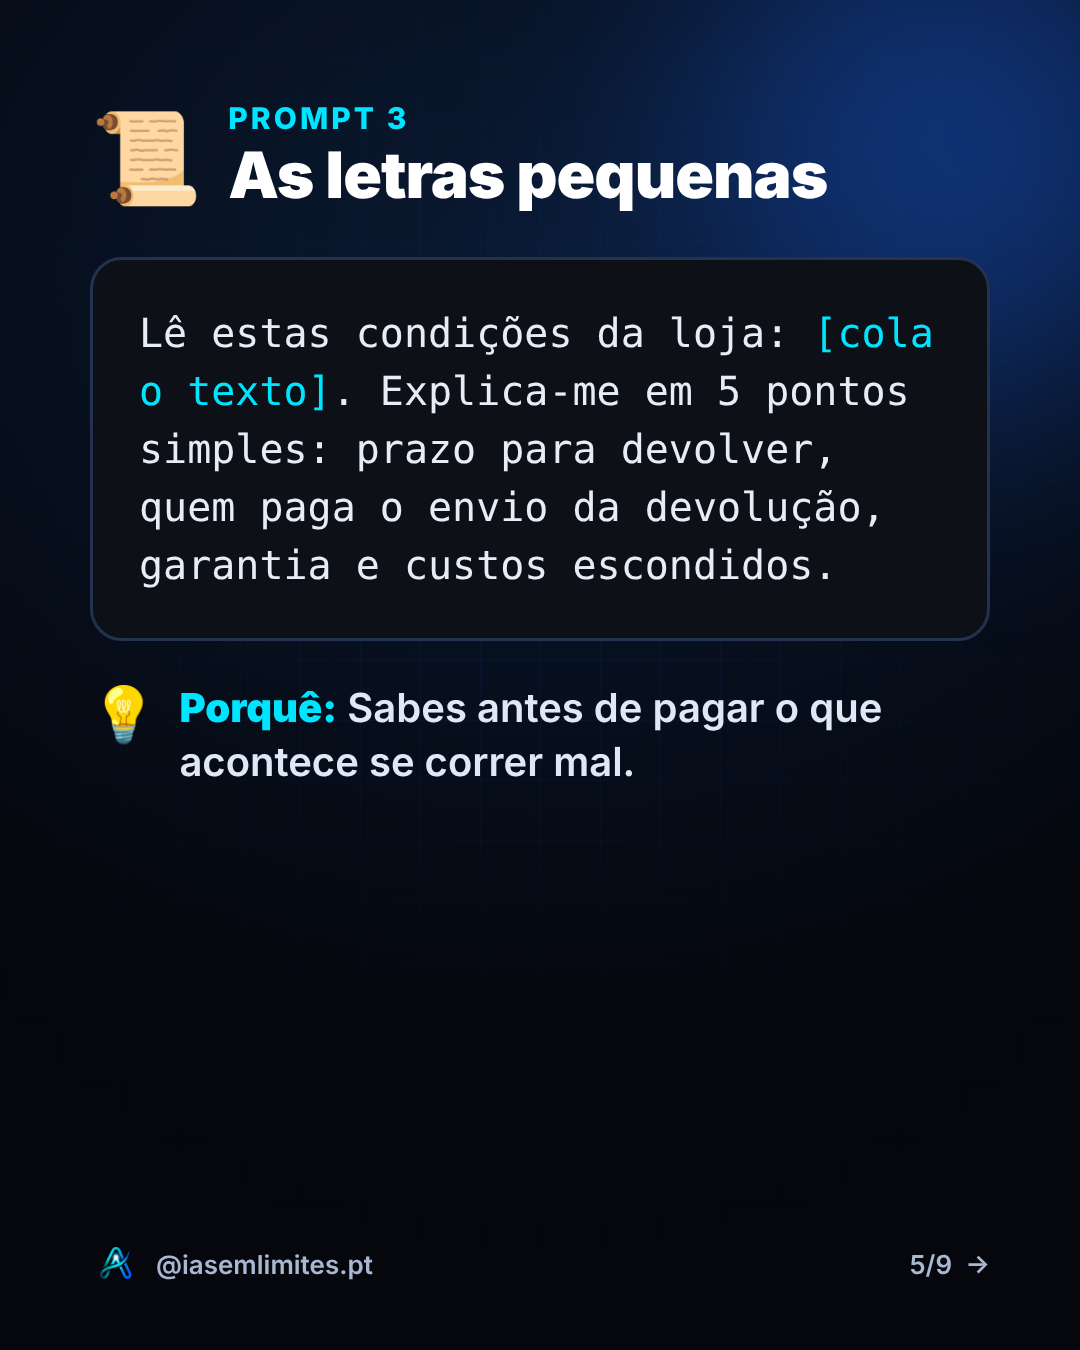 PROMPT 3
As letras pequenas
Lê estas condições da loja: [cola
o texto]. Explica-me em 5 pontos
simples: prazo para devolver,
quem paga o envio da devolução,
garantia e custos escondidos.
Porquê: Sabes antes de pagar o que
acontece se correr mal.
@iasemlimites.pt
5/9 →